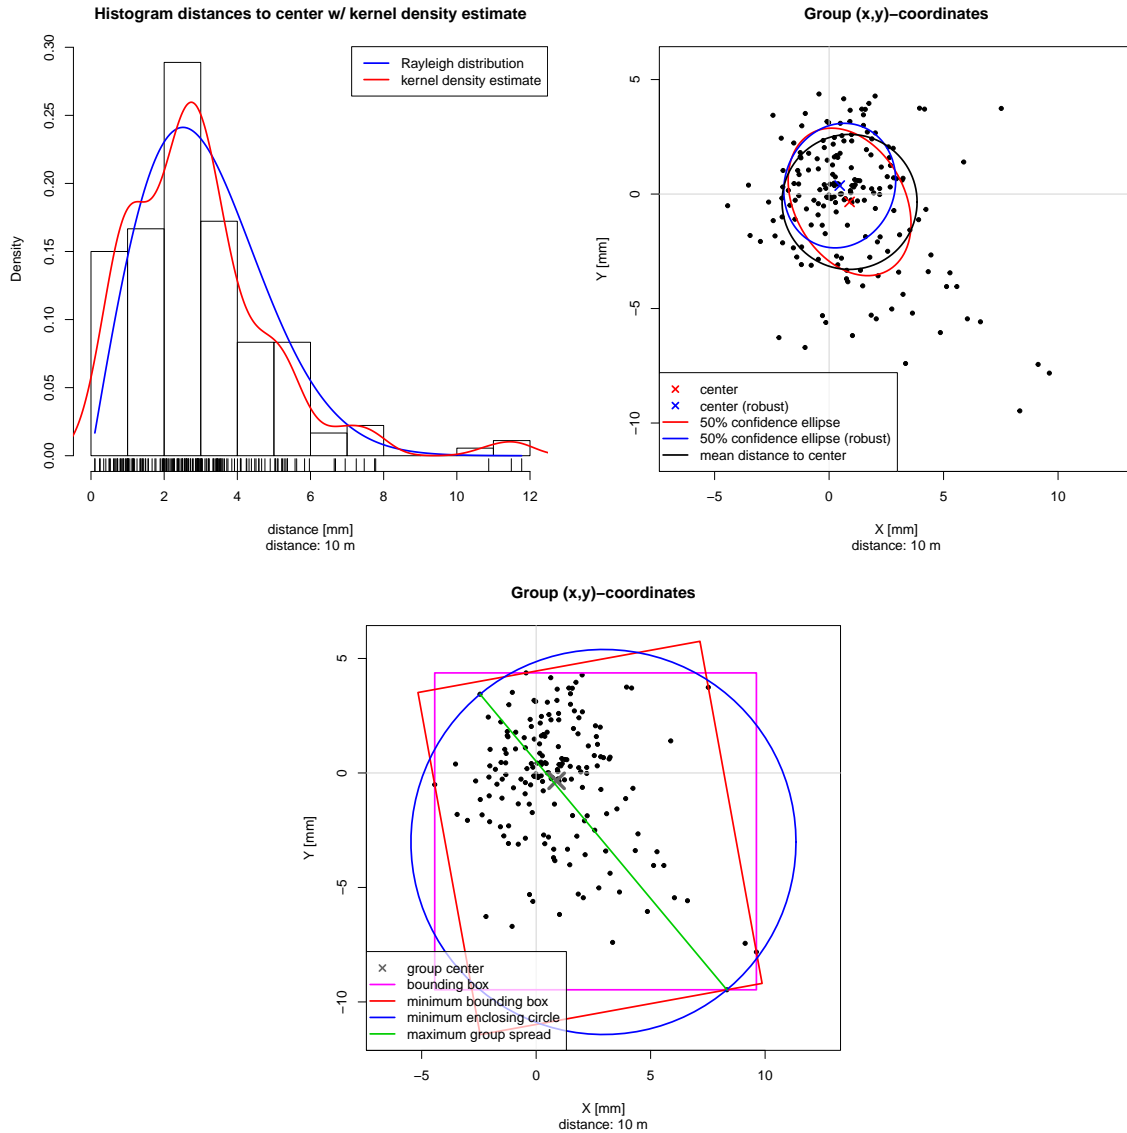 Histogram distances to center w/ kernel density estimate
Density
0.00 0.05 0.10 0.15 0.20 0.25 0.30
Rayleigh distribution
kernel density estimate
0 2 4 6 8 10 12
distance [mm]
distance: 10 m
Group (x,y)−coordinates
Y [mm]
−10 −5 0 5
center
center (robust)
50% confidence ellipse
50% confidence ellipse (robust)
mean distance to center
−5 0 5 10
X [mm]
distance: 10 m
Group (x,y)−coordinates
Y [mm]
−10 −5 0 5
group center
bounding box
minimum bounding box
minimum enclosing circle
maximum group spread
−5 0 5 10
X [mm]
distance: 10 m